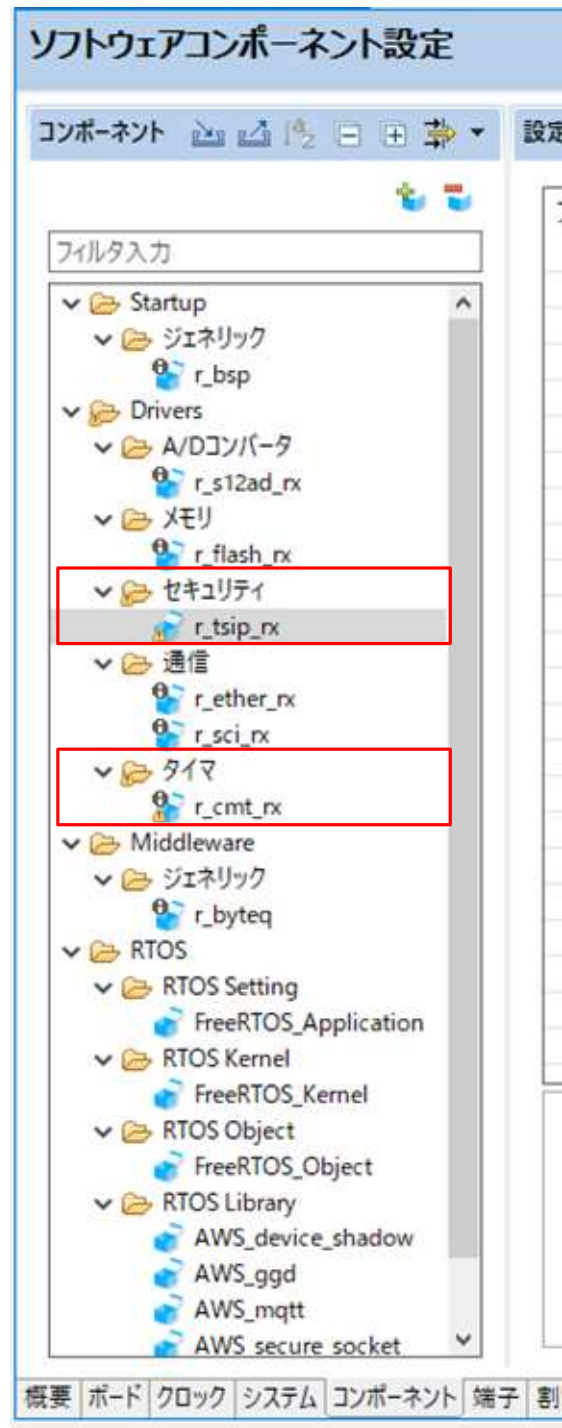 ソフトウェアコンポーネント設定
コンポーネント
設定
フィルタ入力
Startup
ジェネリック
r_bsp
Drivers
A/Dコンバータ
r_s12ad_rx
メモリ
r_flash_rx
セキュリティ
r_tsip_rx
通信
r_ether_rx
r_sci_rx
タイマ
r_cmt_rx
Middleware
ジェネリック
r_byteq
RTOS
RTOS Setting
FreeRTOS_Application
RTOS Kernel
FreeRTOS_Kernel
RTOS Object
FreeRTOS_Object
RTOS Library
AWS_device_shadow
AWS_ggd
AWS_mqtt
AWS_secure_socket
概要 ボード クロック システム コンポーネント 端子 割